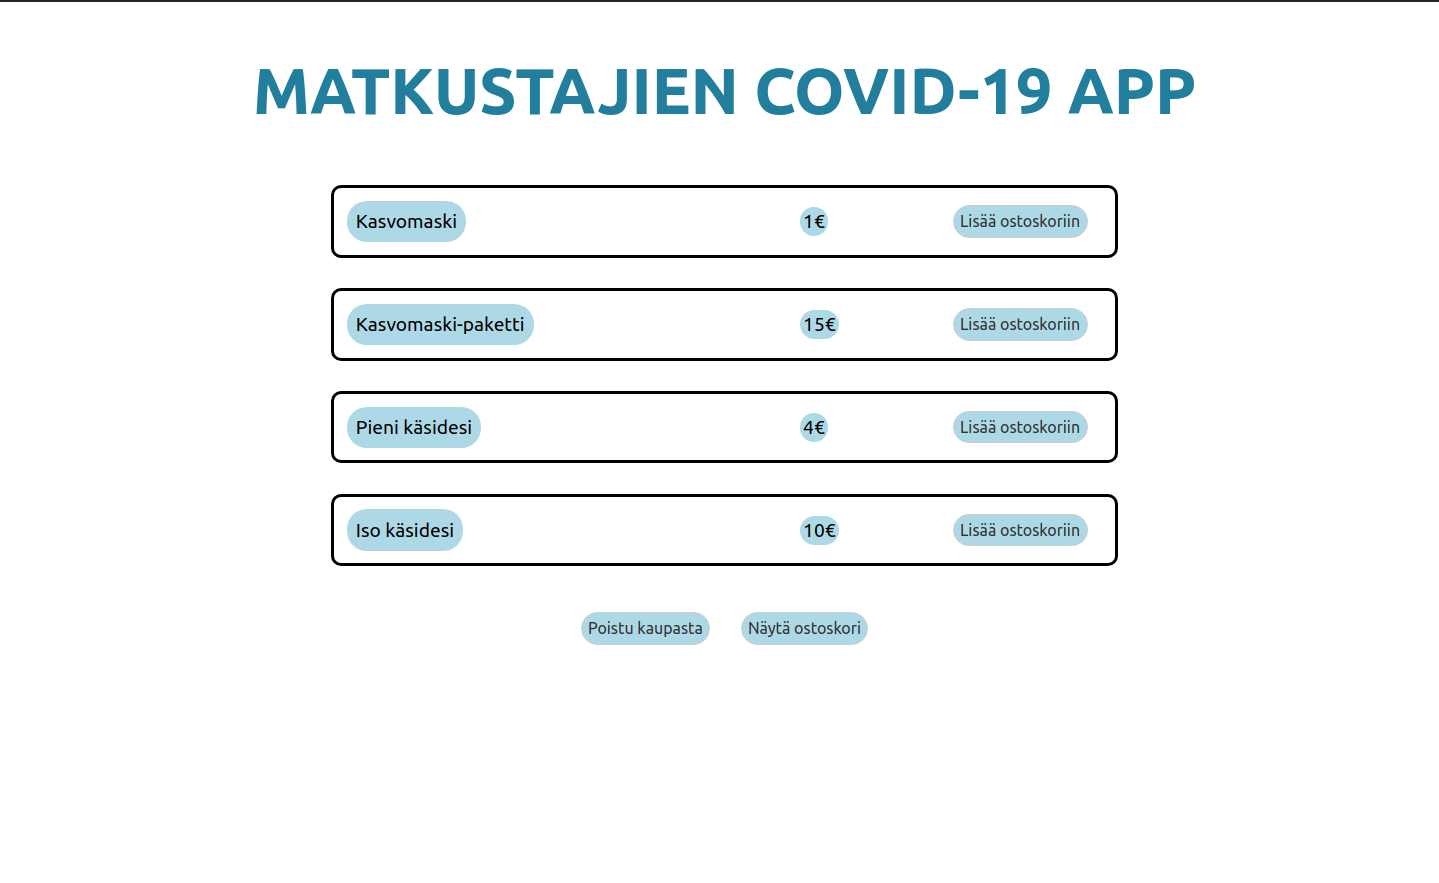 MATKUSTAJIEN COVID-19 APP
Kasvomaski 1€ Lisää ostoskoriin
Kasvomaski-paketti 15€ Lisää ostoskoriin
Pieni käsidesi 4€ Lisää ostoskoriin
Iso käsidesi 10€ Lisää ostoskoriin
Poistu kaupasta Näytä ostoskori